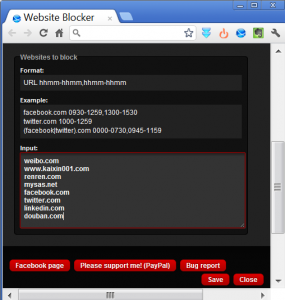 Website Blocker
Websites to block
Format:
URL hhmm-hhmm,hhmm-hhmm
Example:
facebook.com 0930-1259,1300-1530
twitter.com 1000-1259
(facebook|twitter).com 0000-0730,0945-1159
Input:
weibo.com
www.kaixin001.com
renren.com
mysas.net
facebook.com
twitter.com
linkedin.com
douban.com
Facebook page Please support me! (PayPal) Bug report
Save Close